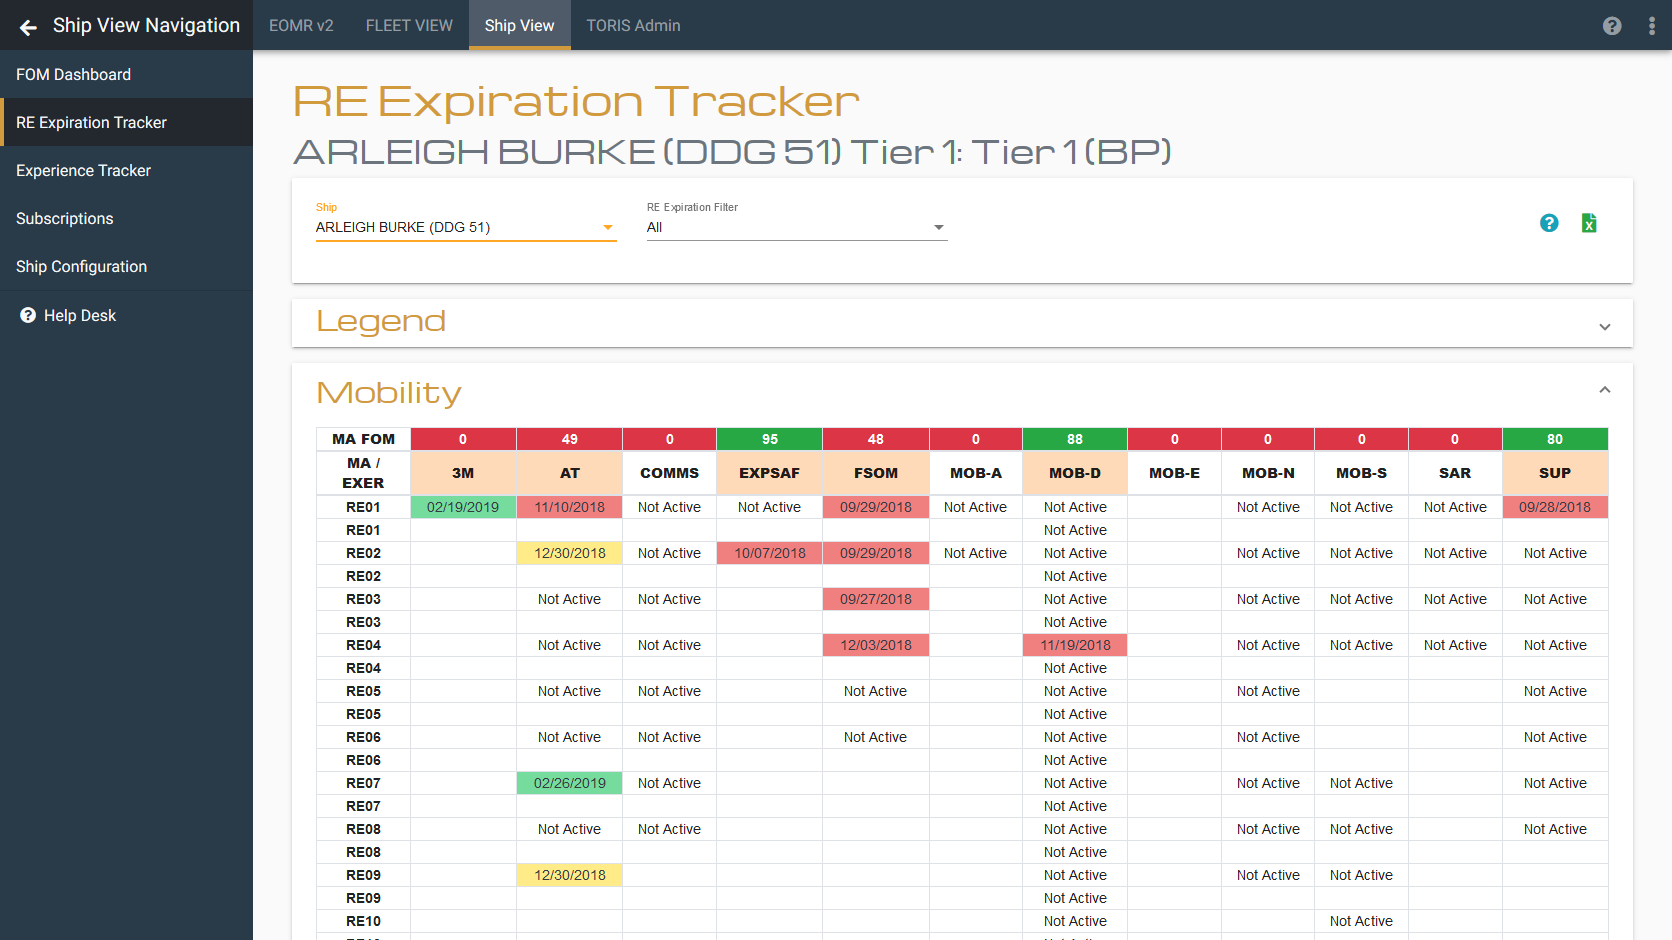 Ship View Navigation
EOMR v2 FLEET VIEW Ship View TORIS Admin
FOM Dashboard
RE Expiration Tracker
Experience Tracker
Subscriptions
Ship Configuration
Help Desk
RE Expiration Tracker
ARLEIGH BURKE (DDG 51) Tier 1: Tier 1 (BP)
Ship RE Expiration Filter
ARLEIGH BURKE (DDG 51) All
Legend
Mobility
MA FOM 0 49 0 95 48 0 88 0 0 0 0 80
MA / EXER 3M AT COMMS EXPSAF FSOM MOB-A MOB-D MOB-E MOB-N MOB-S SAR SUP
RE01 02/19/2019 11/10/2018 Not Active Not Active 09/29/2018 Not Active Not Active Not Active Not Active Not Active 09/28/2018
RE01 Not Active
RE02 12/30/2018 Not Active 10/07/2018 09/29/2018 Not Active Not Active Not Active Not Active Not Active Not Active
RE02 Not Active
RE03 Not Active Not Active 09/27/2018 Not Active Not Active Not Active Not Active Not Active
RE03 Not Active
RE04 Not Active Not Active 12/03/2018 11/19/2018 Not Active Not Active Not Active Not Active
RE04 Not Active
RE05 Not Active Not Active Not Active Not Active Not Active Not Active
RE05 Not Active
RE06 Not Active Not Active Not Active Not Active Not Active Not Active
RE06 Not Active
RE07 02/26/2019 Not Active Not Active Not Active Not Active Not Active
RE07 Not Active
RE08 Not Active Not Active Not Active Not Active Not Active Not Active
RE08 Not Active
RE09 12/30/2018 Not Active Not Active Not Active
RE09 Not Active
RE10 Not Active Not Active